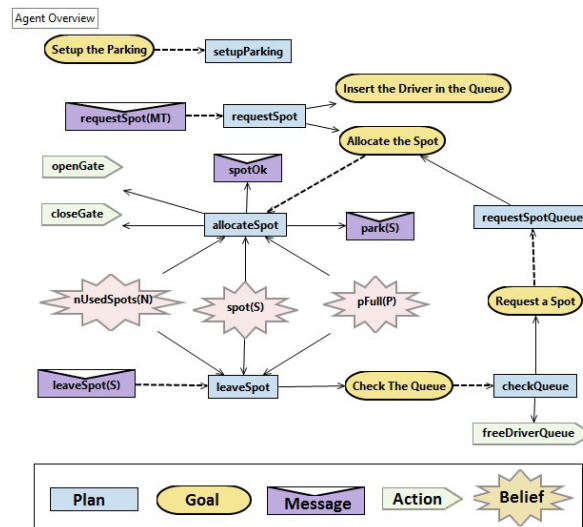 Agent Overview
Setup the Parking
setupParking
Insert the Driver in the Queue
requestSpot(MT)
requestSpot
Allocate the Spot
openGate
spotOk
closeGate
allocateSpot
park(S)
requestSpotQueue
nUsedSpots(N)
spot(S)
pFull(P)
Request a Spot
leaveSpot(S)
leaveSpot
Check The Queue
checkQueue
freeDriverQueue
Plan
Goal
Message
Action
Belief